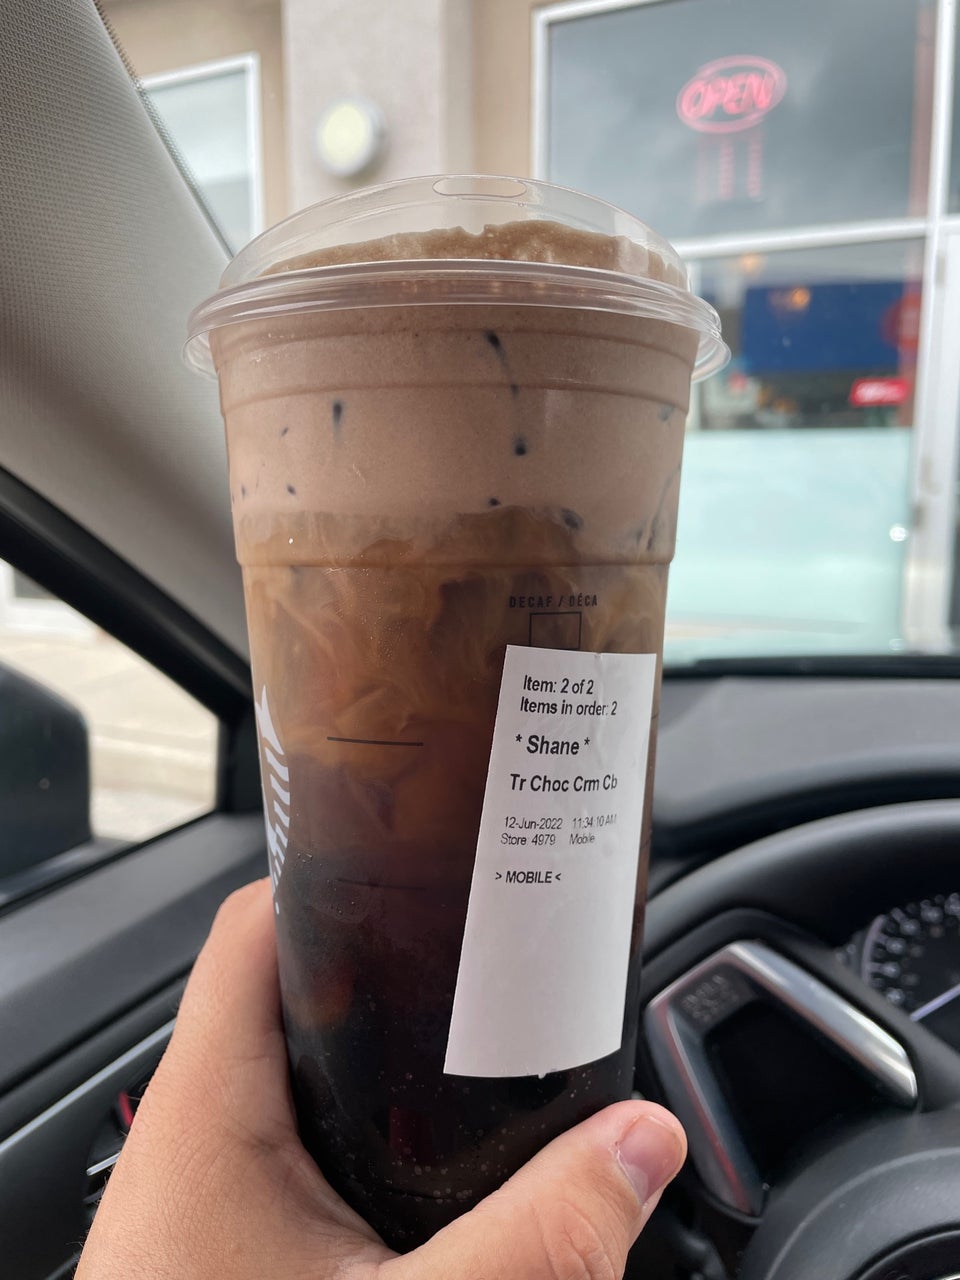 OPEN
DECAF / DÉCA
Item: 2 of 2
Items in order: 2
* Shane *
Tr Choc Crm Cb
12-Jun-2022 11:34:10 AM
Store 4979 Mobile
> MOBILE <